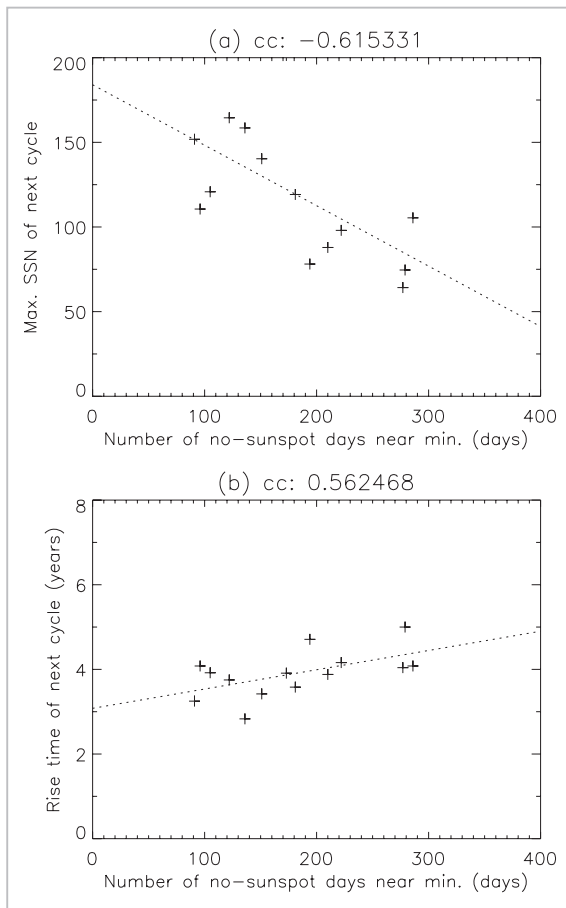 (a) cc: −0.615331
200
150
100
50
0
Max. SSN of next cycle
0 100 200 300 400
Number of no−sunspot days near min. (days)
(b) cc: 0.562468
8
6
4
2
0
Rise time of next cycle (years)
0 100 200 300 400
Number of no−sunspot days near min. (days)